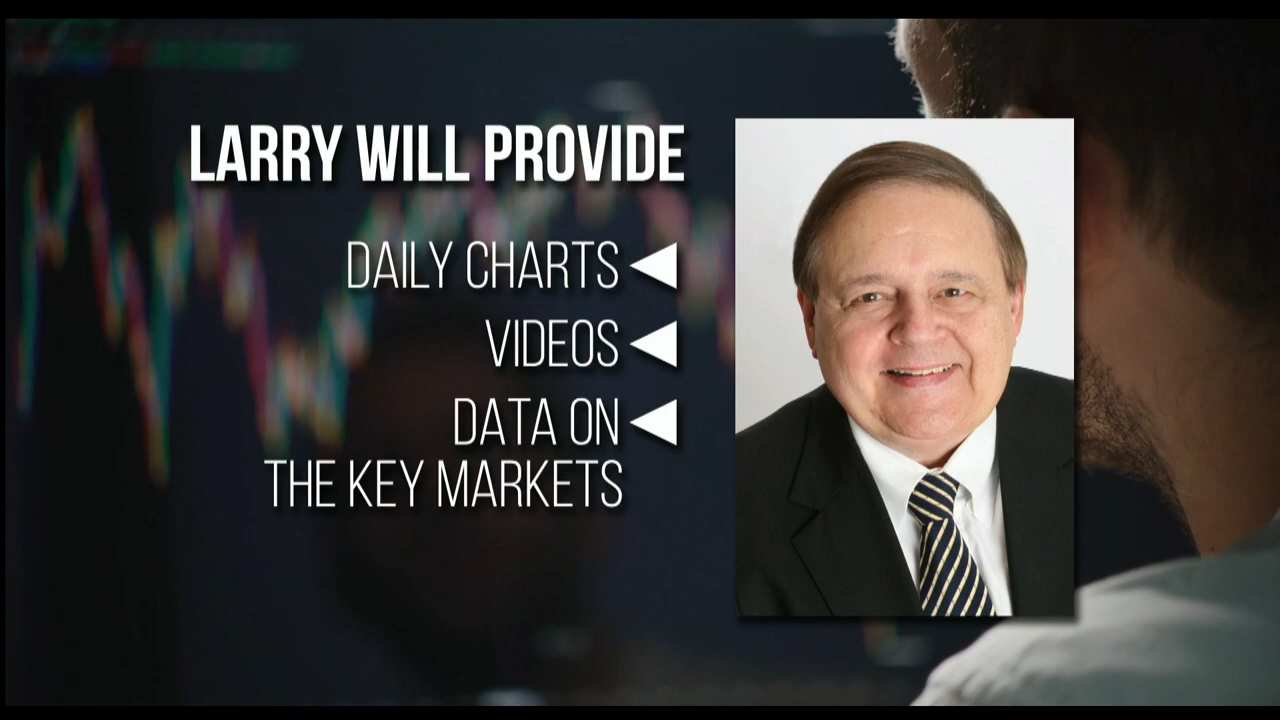 LARRY WILL PROVIDE
DAILY CHARTS
VIDEOS
DATA ON
THE KEY MARKETS